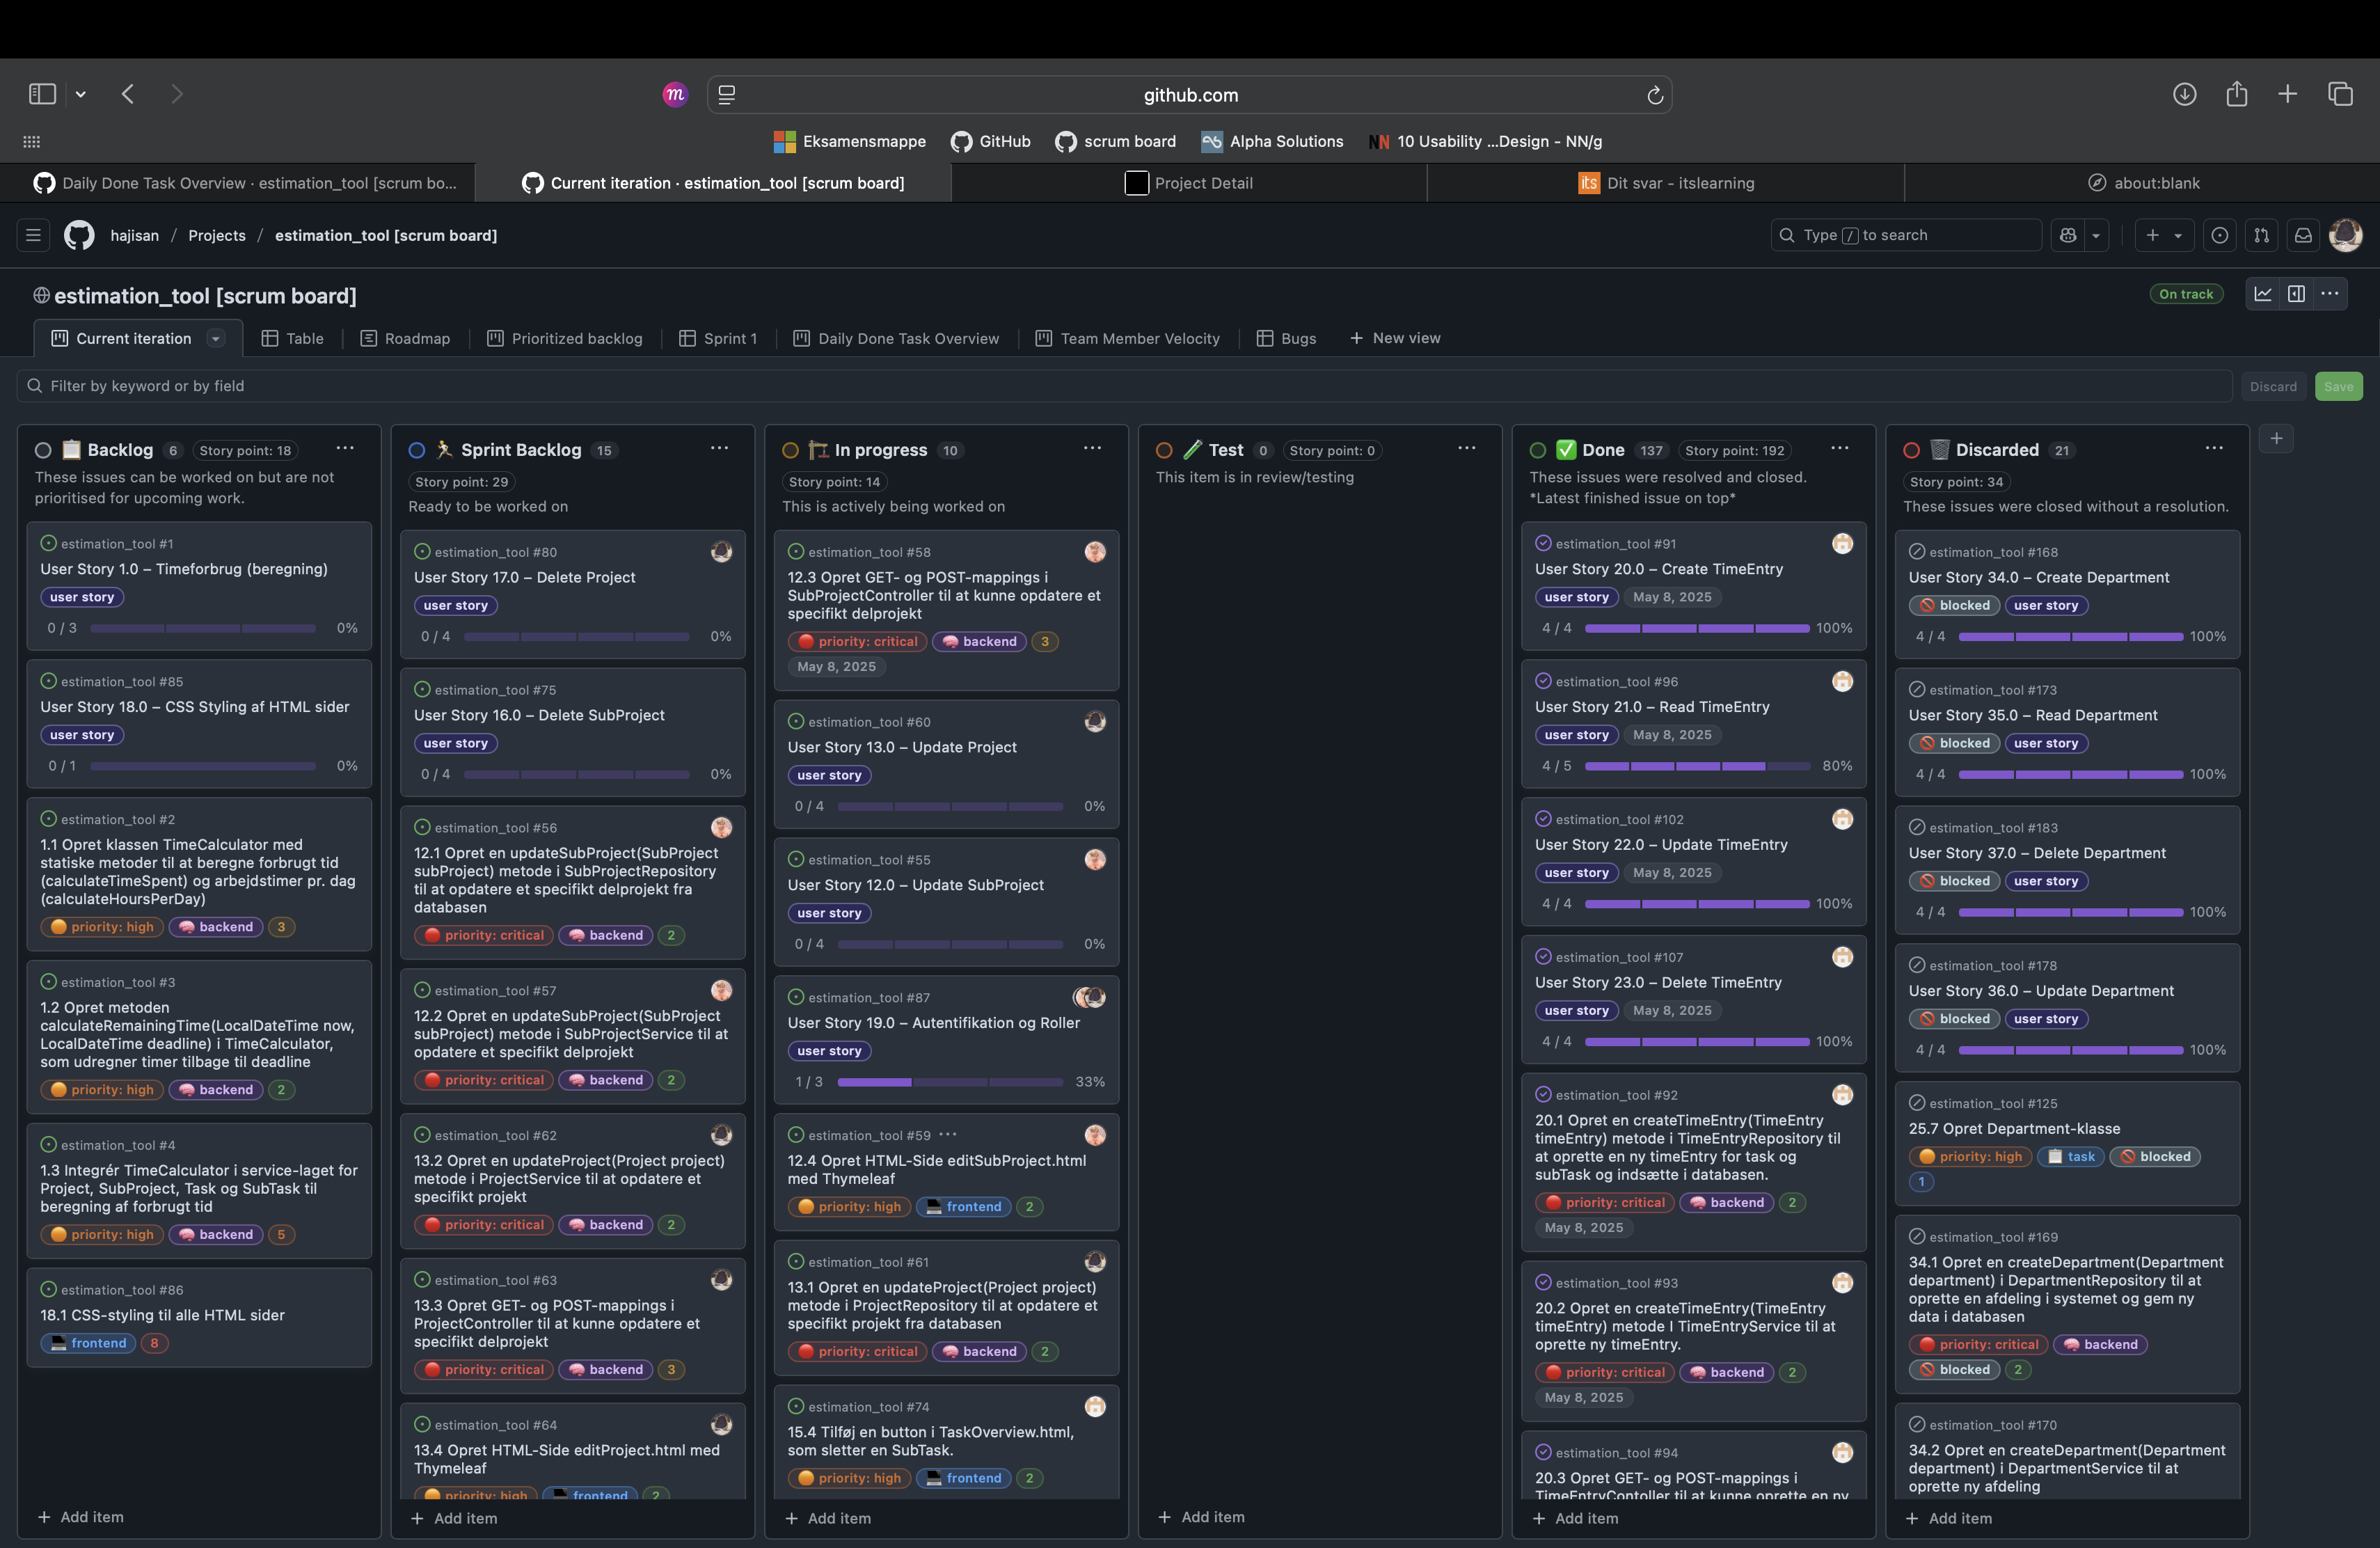 m
github.com
Eksamensmappe
GitHub
scrum board
Alpha Solutions
NN 10 Usability ...Design - NN/g
Daily Done Task Overview · estimation_tool [scrum bo...
Current iteration · estimation_tool [scrum board]
Project Detail
its Dit svar - itslearning
about:blank
hajisan / Projects / estimation_tool [scrum board]
Type / to search
estimation_tool [scrum board]
On track
Current iteration
Table
Roadmap
Prioritized backlog
Sprint 1
Daily Done Task Overview
Team Member Velocity
Bugs
+ New view
Filter by keyword or by field
Discard
Save
Backlog 6 Story point: 18
These issues can be worked on but are not
prioritised for upcoming work.
estimation_tool #1
User Story 1.0 – Timeforbrug (beregning)
user story
0 / 3 0%
estimation_tool #85
User Story 18.0 – CSS Styling af HTML sider
user story
0 / 1 0%
estimation_tool #2
1.1 Opret klassen TimeCalculator med
statiske metoder til at beregne forbrugt tid
(calculateTimeSpent) og arbejdstimer pr. dag
(calculateHoursPerDay)
priority: high backend 3
estimation_tool #3
1.2 Opret metoden
calculateRemainingTime(LocalDateTime now,
LocalDateTime deadline) i TimeCalculator,
som udregner timer tilbage til deadline
priority: high backend 2
estimation_tool #4
1.3 Integrér TimeCalculator i service-laget for
Project, SubProject, Task og SubTask til
beregning af forbrugt tid
priority: high backend 5
estimation_tool #86
18.1 CSS-styling til alle HTML sider
frontend 8
+ Add item
Sprint Backlog 15
Story point: 29
Ready to be worked on
estimation_tool #80
User Story 17.0 – Delete Project
user story
0 / 4 0%
estimation_tool #75
User Story 16.0 – Delete SubProject
user story
0 / 4 0%
estimation_tool #56
12.1 Opret en updateSubProject(SubProject
subProject) metode i SubProjectRepository
til at opdatere et specifikt delprojekt fra
databasen
priority: critical backend 2
estimation_tool #57
12.2 Opret en updateSubProject(SubProject
subProject) metode i SubProjectService til at
opdatere et specifikt delprojekt
priority: critical backend 2
estimation_tool #62
13.2 Opret en updateProject(Project project)
metode i ProjectService til at opdatere et
specifikt projekt
priority: critical backend 2
estimation_tool #63
13.3 Opret GET- og POST-mappings i
ProjectController til at kunne opdatere et
specifikt delprojekt
priority: critical backend 3
estimation_tool #64
13.4 Opret HTML-Side editProject.html med
Thymeleaf
priority: high frontend 2
+ Add item
In progress 10
Story point: 14
This is actively being worked on
estimation_tool #58
12.3 Opret GET- og POST-mappings i
SubProjectController til at kunne opdatere et
specifikt delprojekt
priority: critical backend 3
May 8, 2025
estimation_tool #60
User Story 13.0 – Update Project
user story
0 / 4 0%
estimation_tool #55
User Story 12.0 – Update SubProject
user story
0 / 4 0%
estimation_tool #87
User Story 19.0 – Autentifikation og Roller
user story
1 / 3 33%
estimation_tool #59 ...
12.4 Opret HTML-Side editSubProject.html
med Thymeleaf
priority: high frontend 2
estimation_tool #61
13.1 Opret en updateProject(Project project)
metode i ProjectRepository til at opdatere et
specifikt projekt fra databasen
priority: critical backend 2
estimation_tool #74
15.4 Tilføj en button i TaskOverview.html,
som sletter en SubTask.
priority: high frontend 2
+ Add item
Test 0 Story point: 0
This item is in review/testing
+ Add item
Done 137 Story point: 192
These issues were resolved and closed.
*Latest finished issue on top*
estimation_tool #91
User Story 20.0 – Create TimeEntry
user story May 8, 2025
4 / 4 100%
estimation_tool #96
User Story 21.0 – Read TimeEntry
user story May 8, 2025
4 / 5 80%
estimation_tool #102
User Story 22.0 – Update TimeEntry
user story May 8, 2025
4 / 4 100%
estimation_tool #107
User Story 23.0 – Delete TimeEntry
user story May 8, 2025
4 / 4 100%
estimation_tool #92
20.1 Opret en createTimeEntry(TimeEntry
timeEntry) metode i TimeEntryRepository til
at oprette en ny timeEntry for task og
subTask og indsætte i databasen.
priority: critical backend 2
May 8, 2025
estimation_tool #93
20.2 Opret en createTimeEntry(TimeEntry
timeEntry) metode I TimeEntryService til at
oprette ny timeEntry.
priority: critical backend 2
May 8, 2025
estimation_tool #94
20.3 Opret GET- og POST-mappings i
TimeEntryContoller til at kunne oprette en ny
+ Add item
Discarded 21
Story point: 34
These issues were closed without a resolution.
estimation_tool #168
User Story 34.0 – Create Department
blocked user story
4 / 4 100%
estimation_tool #173
User Story 35.0 – Read Department
blocked user story
4 / 4 100%
estimation_tool #183
User Story 37.0 – Delete Department
blocked user story
4 / 4 100%
estimation_tool #178
User Story 36.0 – Update Department
blocked user story
4 / 4 100%
estimation_tool #125
25.7 Opret Department-klasse
priority: high task blocked
1
estimation_tool #169
34.1 Opret en createDepartment(Department
department) i DepartmentRepository til at
oprette en afdeling i systemet og gem ny
data i databasen
priority: critical backend
blocked 2
estimation_tool #170
34.2 Opret en createDepartment(Department
department) i DepartmentService til at
oprette ny afdeling
+ Add item